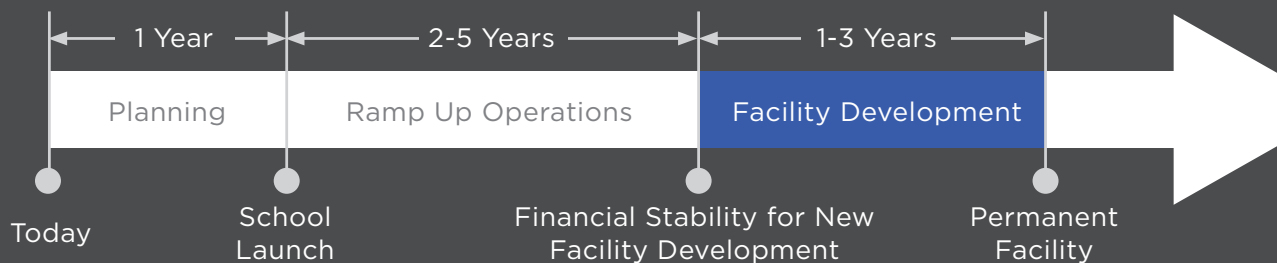 1 Year
2-5 Years
1-3 Years
Planning
Ramp Up Operations
Facility Development
Today
School
Launch
Financial Stability for New
Facility Development
Permanent
Facility